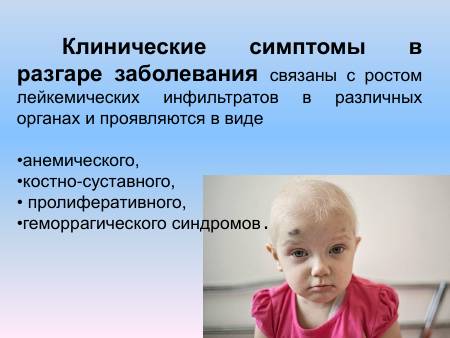 Клинические симптомы в
разгаре заболевания связаны с ростом
лейкемических инфильтратов в различных
органах и проявляются в виде
•анемического,
•костно-суставного,
• пролиферативного,
•геморрагического синдромов.